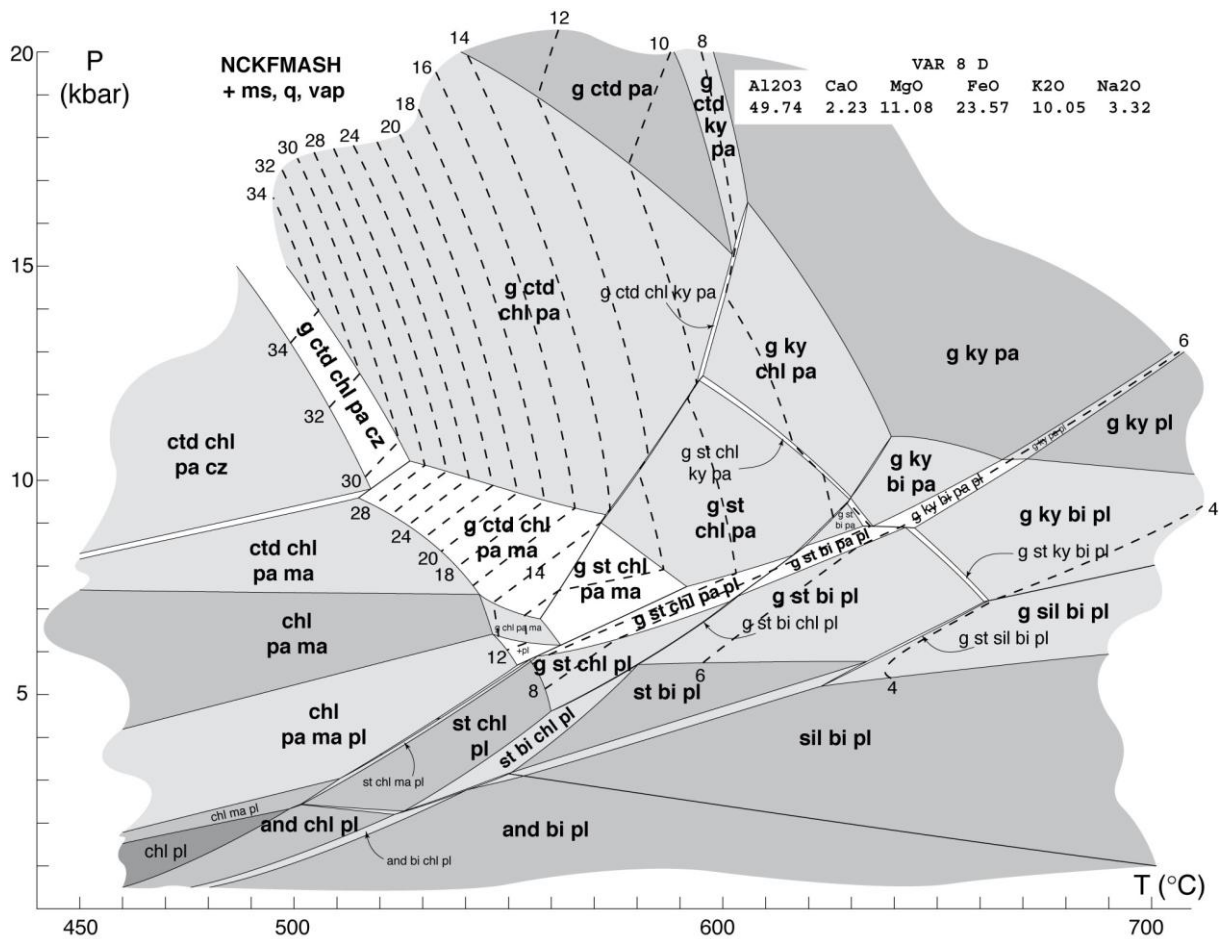 20
P
(kbar)
15
10
5
NCKFMASH
+ ms, q, vap
VAR 8 D
Al2O3 CaO MgO FeO K2O Na2O
49.74 2.23 11.08 23.57 10.05 3.32
12
14
16
18
20
24
28
30
32
34
10
8
g ctd pa
g
ctd
ky
pa
g ctd
chl pa
g ctd chl ky pa
g ky
chl pa
g ky pa
6
g ctd chl pa cz
34
32
30
ctd chl
pa cz
g ky pa pl
g ky pl
g st chl
ky pa
g ky
bi pa
g st
chl pa
g st
bi pa
g ky bi pa pl
g ky bi pl
4
28
24
20
18
14
g ctd chl
pa ma
ctd chl
pa ma
g st chl
pa ma
g st bi pa pl
g st ky bi pl
g st chl pa pl
g st bi pl
g sil bi pl
chl
pa ma
g chl pa ma
+pl
12
g st bi chl pl
g st sil bi pl
g st chl pl
8
6
4
st bi pl
chl
pa ma pl
st chl
pl
st bi chl pl
sil bi pl
st chl ma pl
chl ma pl
chl pl
and chl pl
and bi chl pl
and bi pl
T (°C)
450 500 600 700